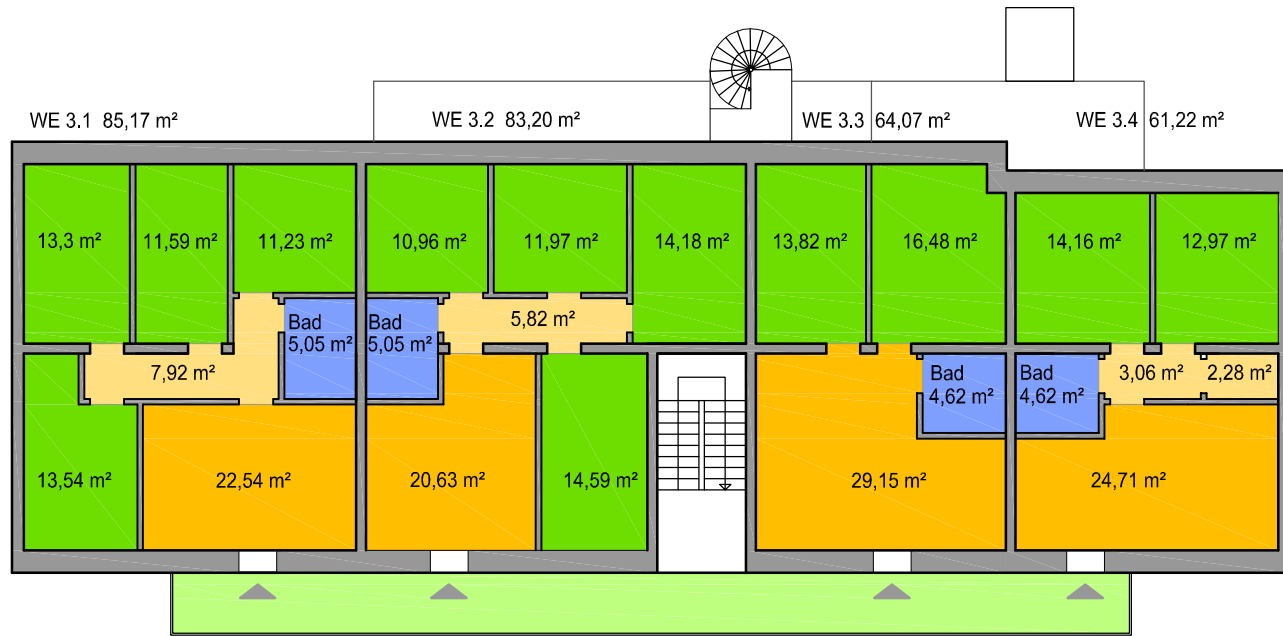 WE 3.1 85,17 m²
WE 3.2 83,20 m²
WE 3.3 64,07 m²
WE 3.4 61,22 m²
13,3 m²
11,59 m²
11,23 m²
10,96 m²
11,97 m²
14,18 m²
13,82 m²
16,48 m²
14,16 m²
12,97 m²
Bad
5,05 m²
Bad
5,05 m²
5,82 m²
7,92 m²
Bad
4,62 m²
Bad
4,62 m²
3,06 m²
2,28 m²
13,54 m²
22,54 m²
20,63 m²
14,59 m²
29,15 m²
24,71 m²